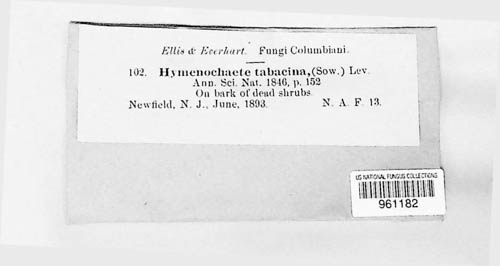 Ellis & Everhart. Fungi Columbiani.
102. Hymenochaete tabacina, (Sow.) Lev.
Ann. Sci. Nat. 1846, p. 152
On bark of dead shrubs.
Newfield, N. J., June, 1893. N. A. F. 13.
US NATIONAL FUNGUS COLLECTIONS
961182